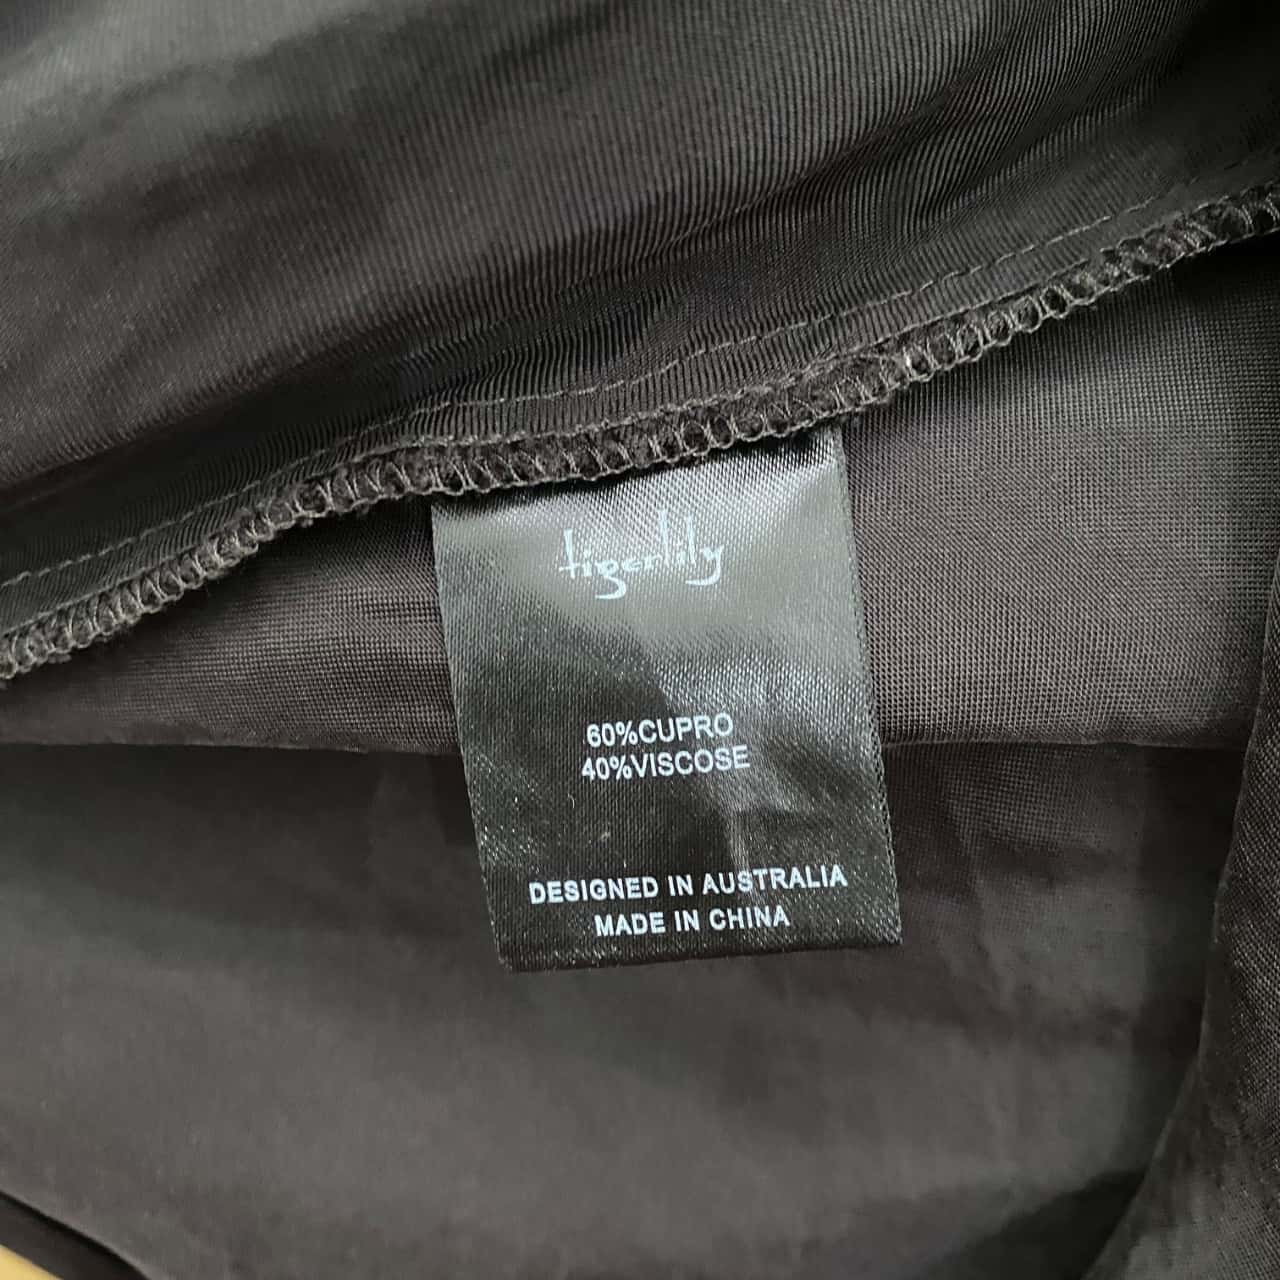 tigerlily
60%CUPRO
40%VISCOSE
DESIGNED IN AUSTRALIA
MADE IN CHINA